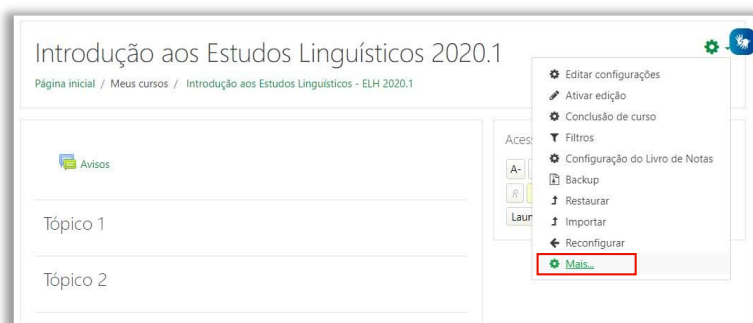 Introdução aos Estudos Linguísticos 2020.1
Página inicial / Meus cursos / Introdução aos Estudos Linguísticos - ELH 2020.1
Editar configurações
Ativar edição
Conclusão de curso
Filtros
Configuração do Livro de Notas
Backup
Restaurar
Importar
Reconfigurar
Mais...
Avisos
Tópico 1
Tópico 2
A-
R